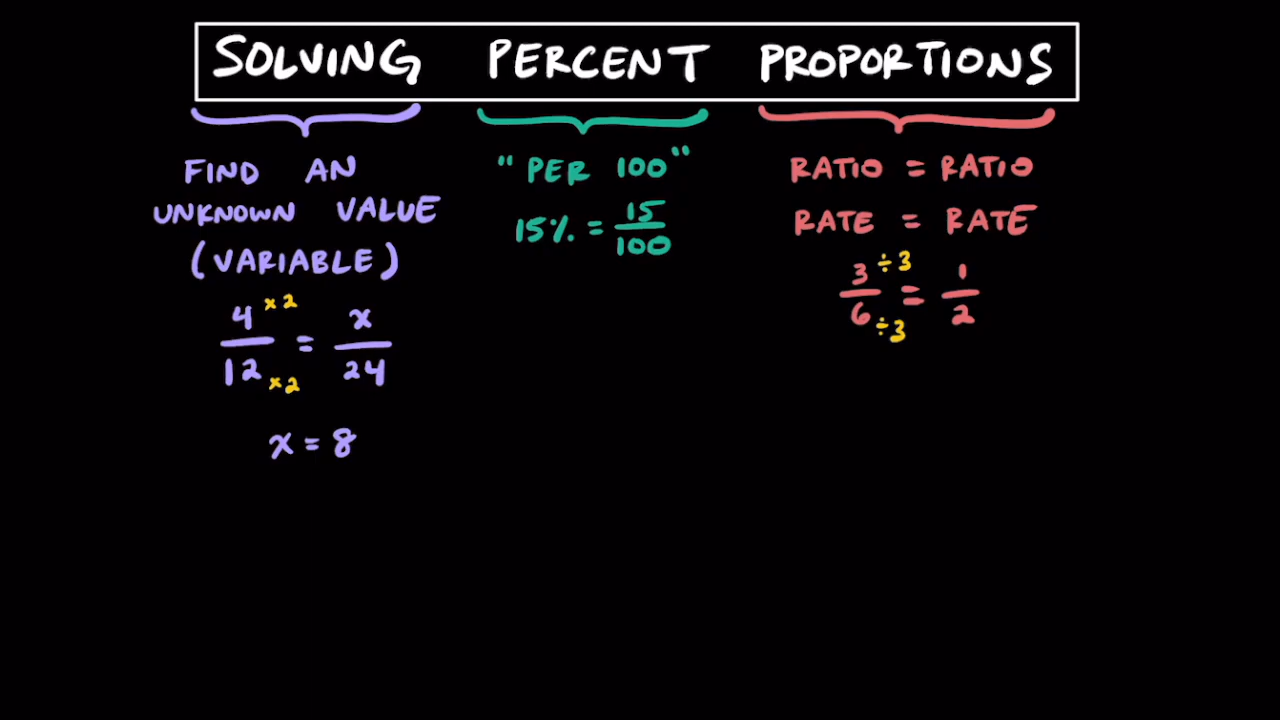 SOLVING PERCENT PROPORTIONS
FIND AN
UNKNOWN VALUE
(VARIABLE)
4/12 ×2 ×2 = x/24
x = 8
"PER 100"
15% = 15/100
RATIO = RATIO
RATE = RATE
3/6 ÷3 ÷3 = 1/2